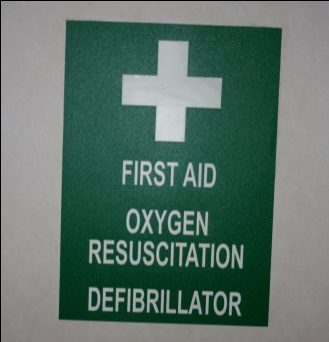 FIRST AID
OXYGEN
RESUSCITATION
DEFIBRILLATOR